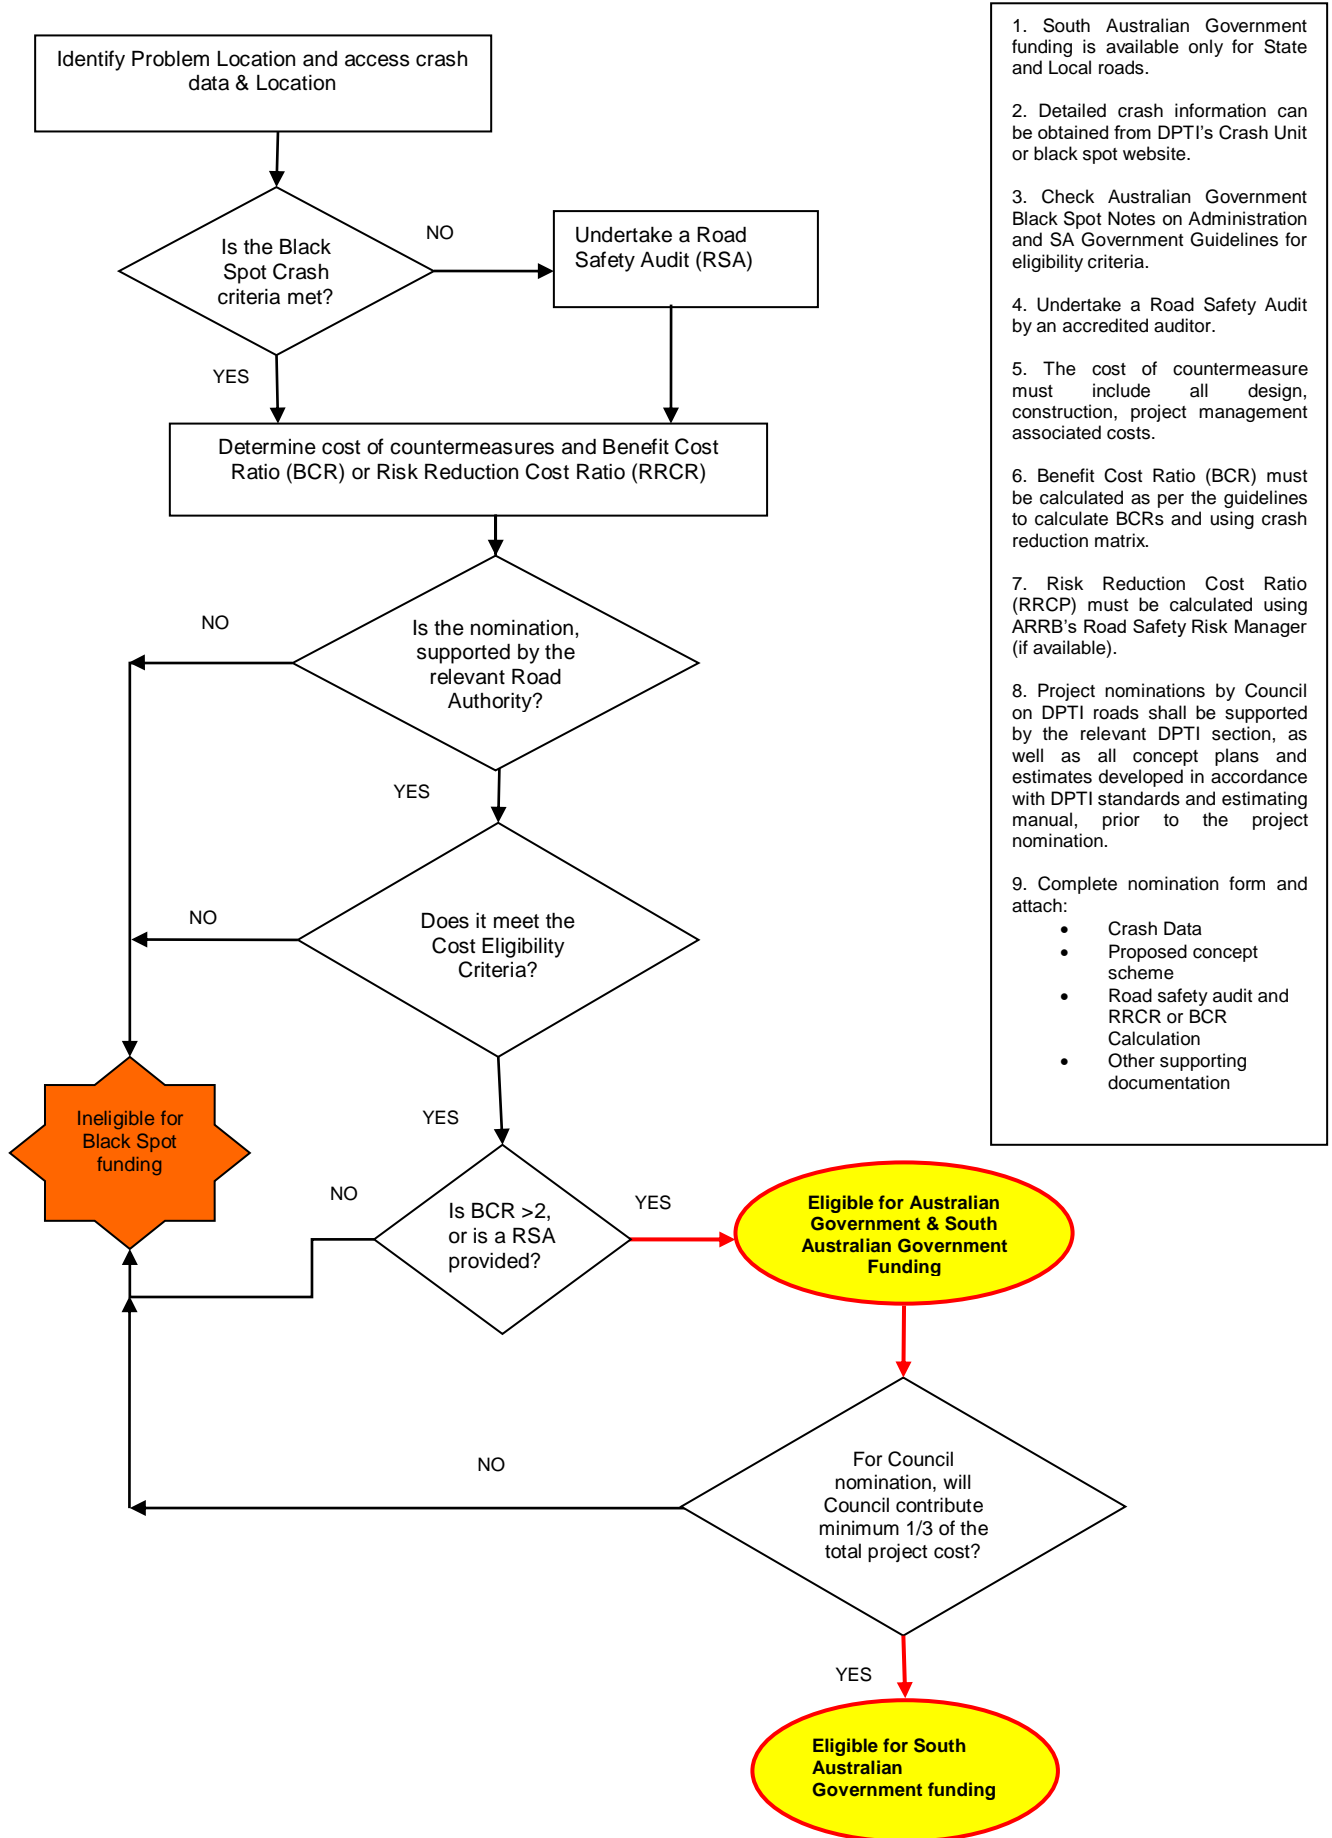 Identify Problem Location and access crash
data & Location
Is the Black
Spot Crash
criteria met?
NO
Undertake a Road
Safety Audit (RSA)
YES
Determine cost of countermeasures and Benefit Cost
Ratio (BCR) or Risk Reduction Cost Ratio (RRCR)
NO
Is the nomination,
supported by the
relevant Road
Authority?
YES
NO
Does it meet the
Cost Eligibility
Criteria?
Ineligible for
Black Spot
funding
YES
NO
Is BCR >2,
or is a RSA
provided?
YES
Eligible for Australian
Government & South
Australian Government
Funding
NO
For Council
nomination, will
Council contribute
minimum 1/3 of the
total project cost?
YES
Eligible for South
Australian
Government funding
1. South Australian Government
funding is available only for State
and Local roads.
2. Detailed crash information can
be obtained from DPTI's Crash Unit
or black spot website.
3. Check Australian Government
Black Spot Notes on Administration
and SA Government Guidelines for
eligibility criteria.
4. Undertake a Road Safety Audit
by an accredited auditor.
5. The cost of countermeasure
must include all design,
construction, project management
associated costs.
6. Benefit Cost Ratio (BCR) must
be calculated as per the guidelines
to calculate BCRs and using crash
reduction matrix.
7. Risk Reduction Cost Ratio
(RRCP) must be calculated using
ARRB's Road Safety Risk Manager
(if available).
8. Project nominations by Council
on DPTI roads shall be supported
by the relevant DPTI section, as
well as all concept plans and
estimates developed in accordance
with DPTI standards and estimating
manual, prior to the project
nomination.
9. Complete nomination form and
attach:
• Crash Data
• Proposed concept
scheme
• Road safety audit and
RRCR or BCR
Calculation
• Other supporting
documentation